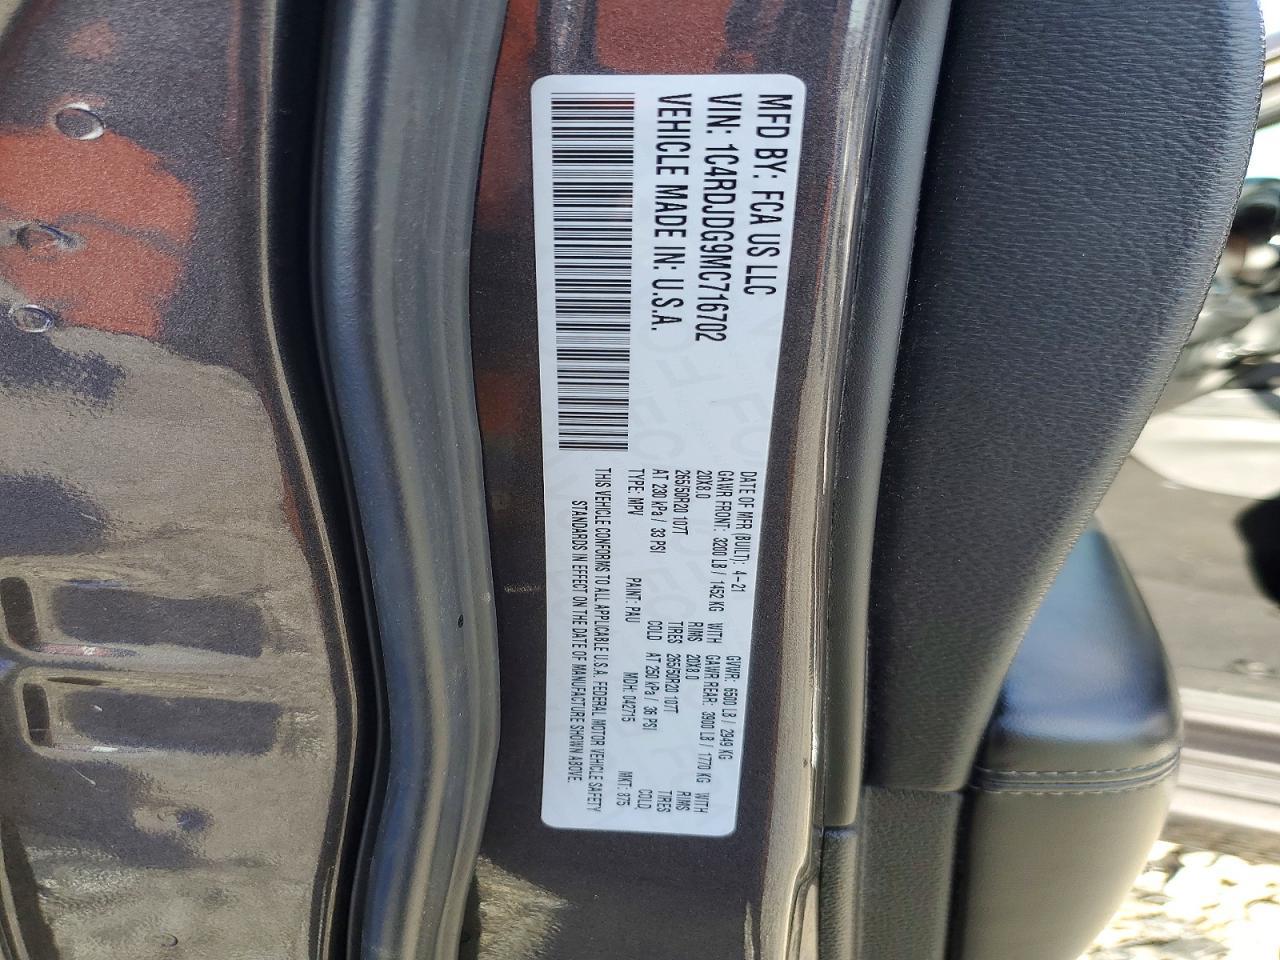 MFD BY: FCA US LLC
VIN: 1C4RDJDG9MC716702
VEHICLE MADE IN: U.S.A.
DATE OF MFR (BUILT): 4-21 GVWR: 6500 LB / 2949 KG
GAWR FRONT: 3200 LB / 1452 KG WITH GAWR REAR: 3900 LB / 1770 KG WITH
20X8.0 RIMS 20X8.0 RIMS
265/50R20 107T TIRES 265/50R20 107T TIRES
AT 230 kPa / 33 PSI COLD AT 250 kPa / 36 PSI COLD
TYPE: MPV PAINT: PAU MDH: 042715 MKT: 875
THIS VEHICLE CONFORMS TO ALL APPLICABLE U.S.A. FEDERAL MOTOR VEHICLE SAFETY
STANDARDS IN EFFECT ON THE DATE OF MANUFACTURE SHOWN ABOVE.